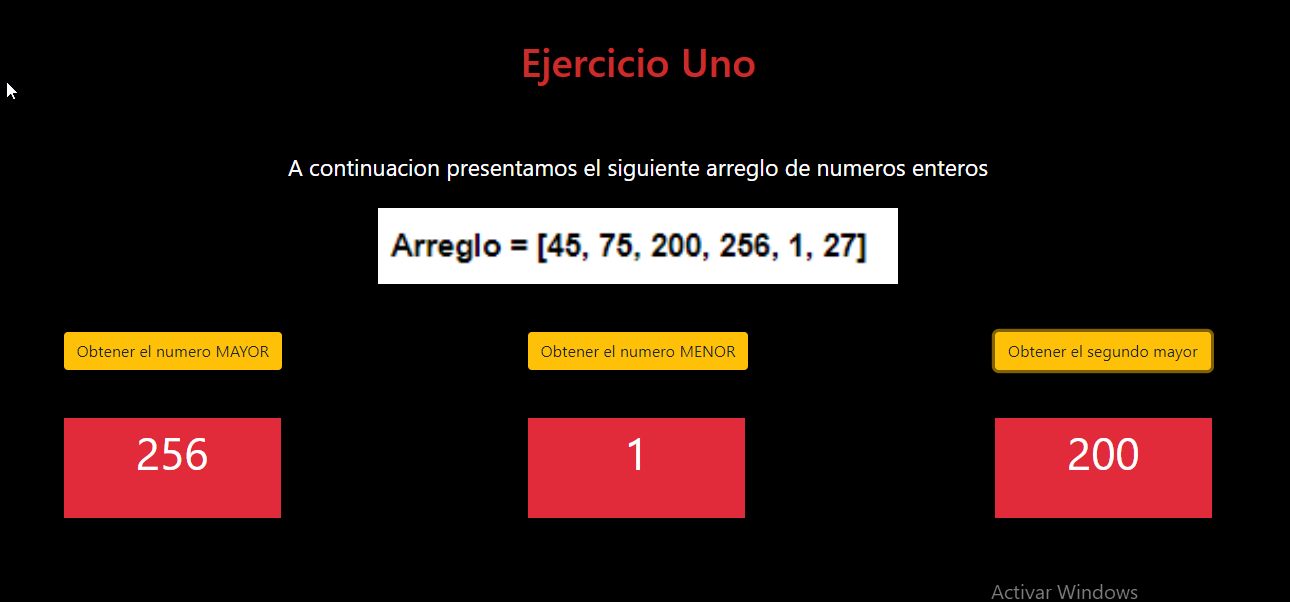 Ejercicio Uno
A continuacion presentamos el siguiente arreglo de numeros enteros
Arreglo = [45, 75, 200, 256, 1, 27]
Obtener el numero MAYOR
Obtener el numero MENOR
Obtener el segundo mayor
256
1
200
Activar Windows